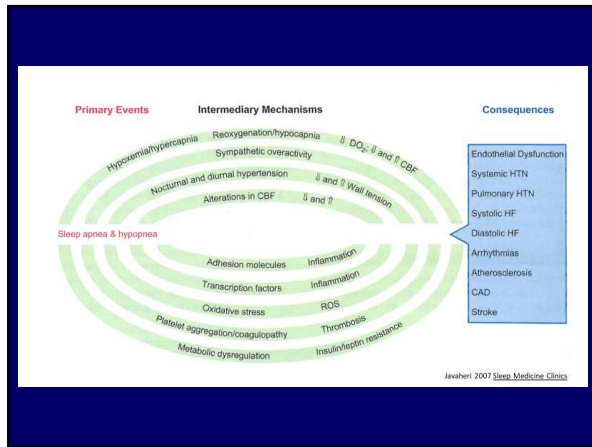 Primary Events
Intermediary Mechanisms
Consequences
Hypoxemia/hypercapnia Reoxygenation/hypocapnia ⇓ DO₂; ⇓ and ⇑ CBF
Sympathetic overactivity
Nocturnal and diurnal hypertension ⇓ and ⇑ Wall tension
Alterations in CBF ⇓ and ⇑
Sleep apnea & hypopnea
Adhesion molecules Inflammation
Transcription factors Inflammation
Oxidative stress ROS
Platelet aggregation/coagulopathy Thrombosis
Metabolic dysregulation Insulin/leptin resistance
Endothelial Dysfunction
Systemic HTN
Pulmonary HTN
Systolic HF
Diastolic HF
Arrhythmias
Atherosclerosis
CAD
Stroke
Javaheri 2007 Sleep Medicine Clinics